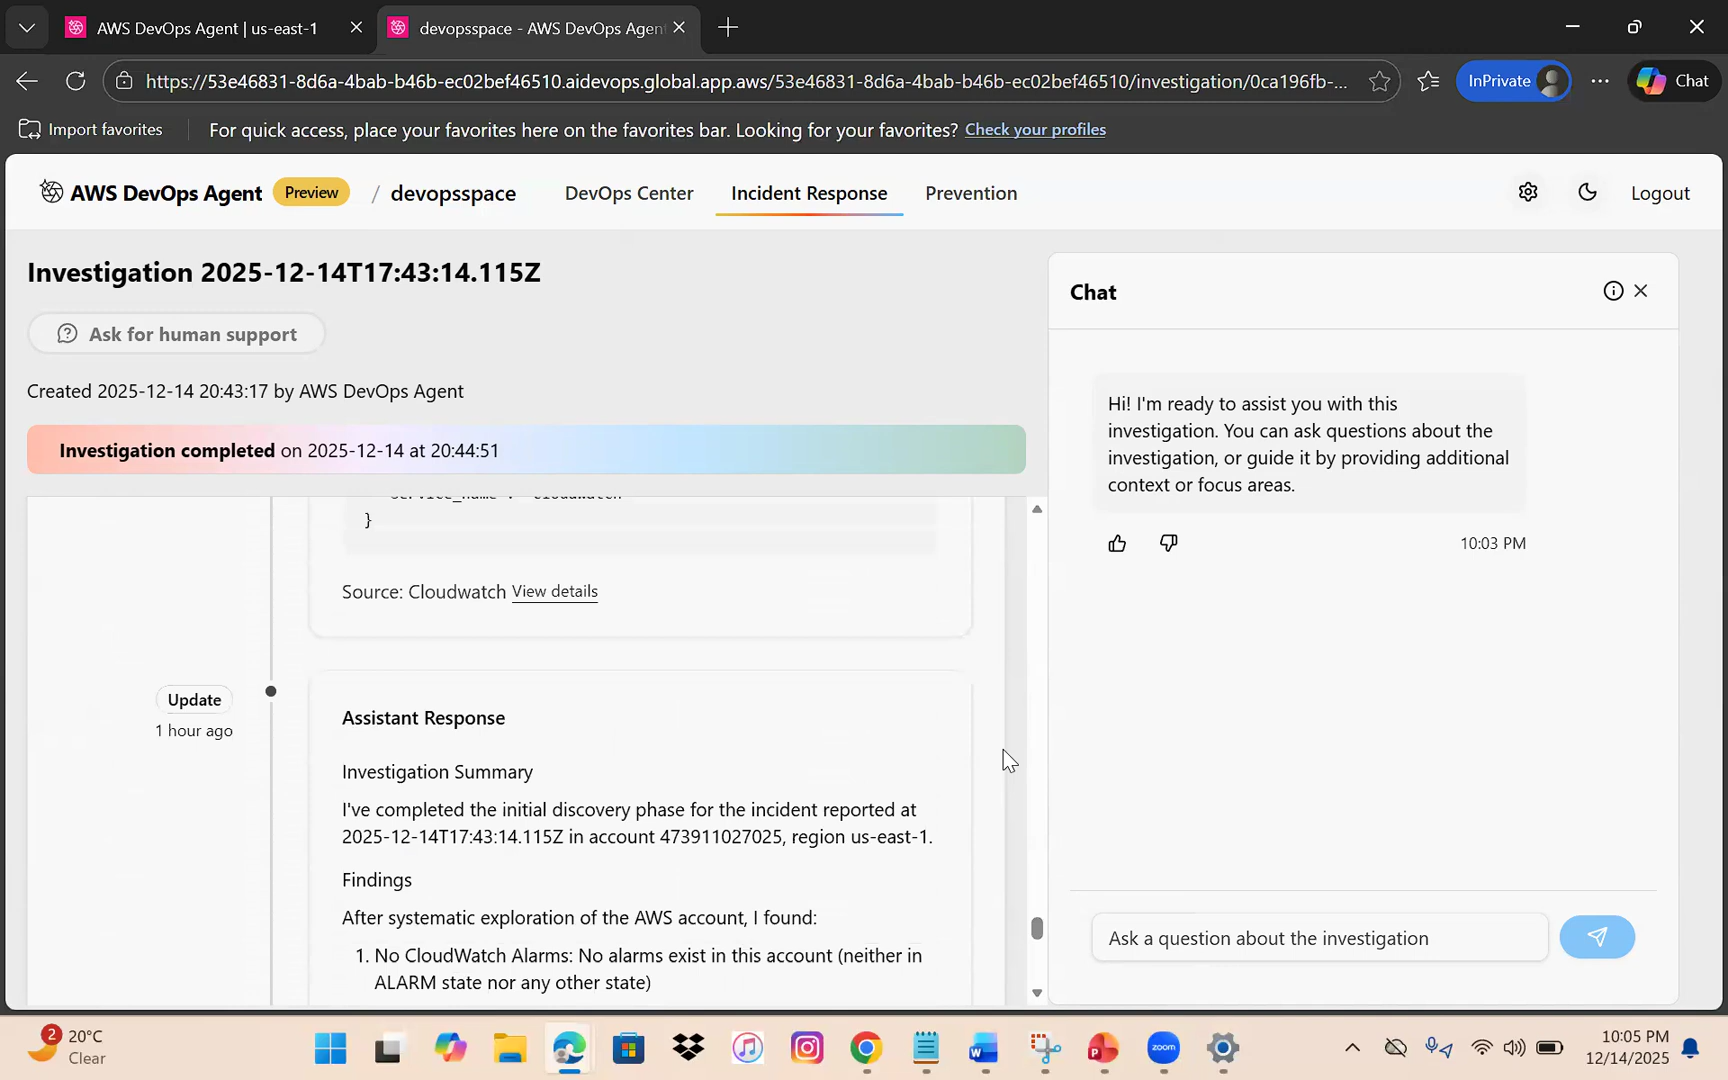 AWS DevOps Agent | us-east-1
devopsspace - AWS DevOps Agent
https://53e46831-8d6a-4bab-b46b-ec02bef46510.aidevops.global.app.aws/53e46831-8d6a-4bab-b46b-ec02bef46510/investigation/0ca196fb-...
InPrivate
Chat
Import favorites
For quick access, place your favorites here on the favorites bar. Looking for your favorites? Check your profiles
AWS DevOps Agent Preview / devopsspace
DevOps Center
Incident Response
Prevention
Logout
Investigation 2025-12-14T17:43:14.115Z
Ask for human support
Created 2025-12-14 20:43:17 by AWS DevOps Agent
Investigation completed on 2025-12-14 at 20:44:51
}
Source: Cloudwatch View details
Update
1 hour ago
Assistant Response
Investigation Summary
I've completed the initial discovery phase for the incident reported at
2025-12-14T17:43:14.115Z in account 473911027025, region us-east-1.
Findings
After systematic exploration of the AWS account, I found:
1. No CloudWatch Alarms: No alarms exist in this account (neither in
ALARM state nor any other state)
Chat
Hi! I'm ready to assist you with this
investigation. You can ask questions about the
investigation, or guide it by providing additional
context or focus areas.
10:03 PM
Ask a question about the investigation
2
20°C
Clear
W
P
zoom
10:05 PM
12/14/2025